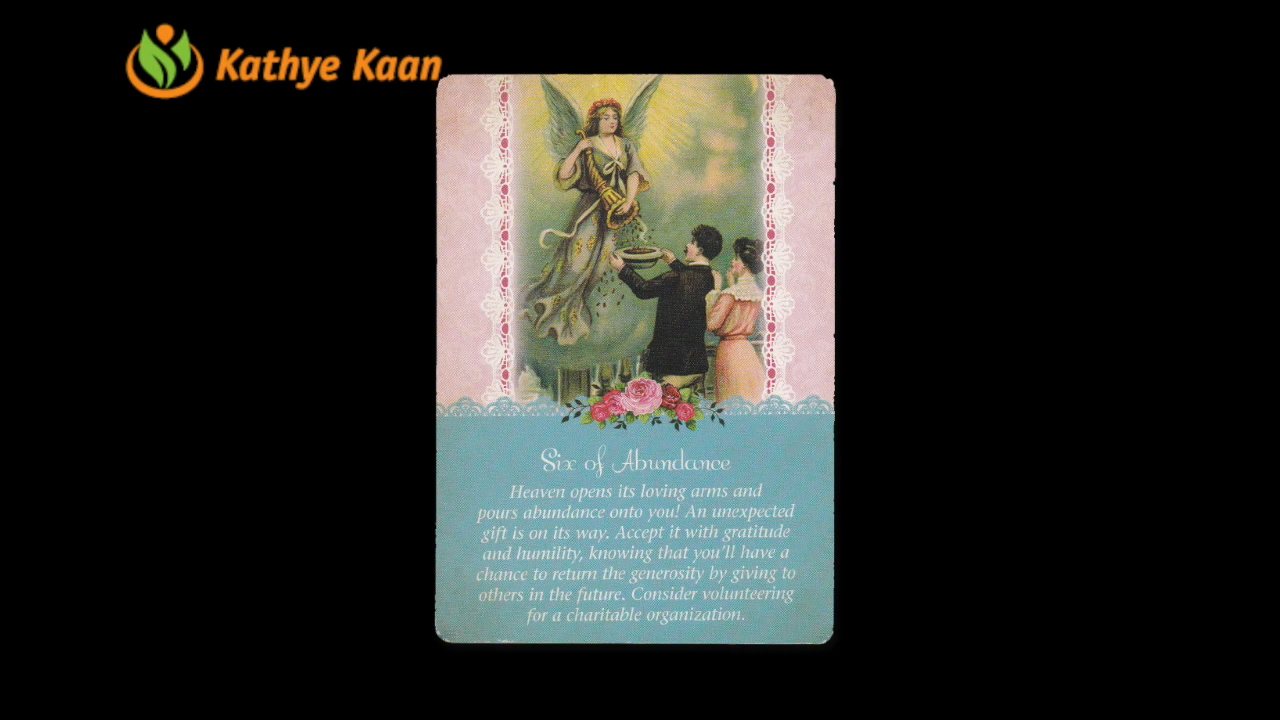 Kathye Kaan
Six of Abundance
Heaven opens its loving arms and
pours abundance onto you! An unexpected
gift is on its way. Accept it with gratitude
and humility, knowing that you'll have a
chance to return the generosity by giving to
others in the future. Consider volunteering
for a charitable organization.